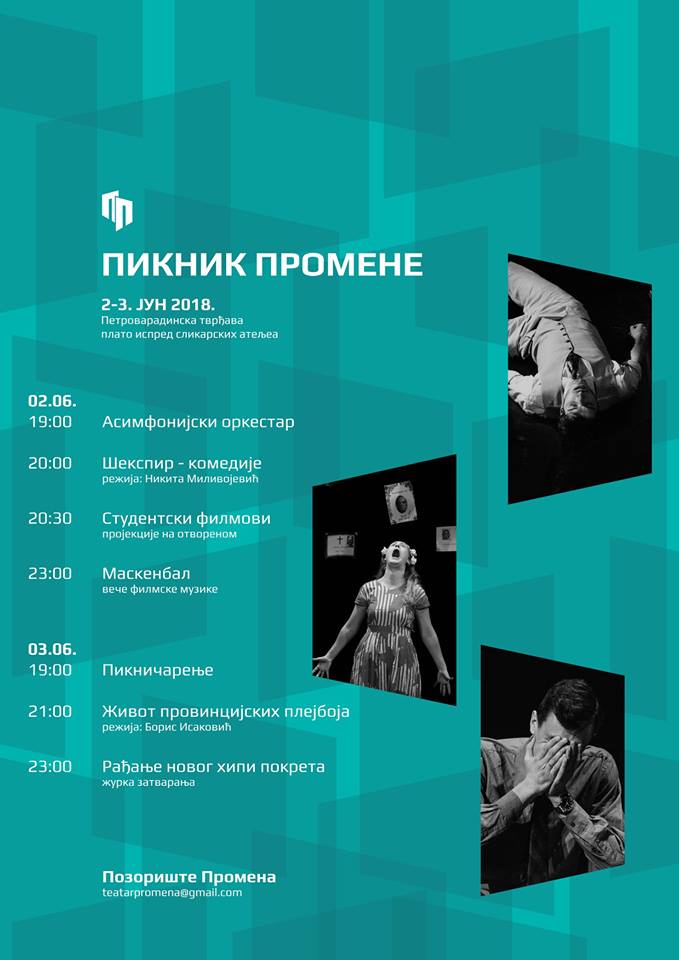 ПИКНИК ПРОМЕНЕ
2-3. ЈУН 2018.
Петроварадинска тврђава
плато испред сликарских атељеа
02.06.
19:00 Асимфонијски оркестар
20:00 Шекспир - комедије
режија: Никита Миливојевић
20:30 Студентски филмови
пројекције на отвореном
23:00 Маскенбал
вече филмске музике
03.06.
19:00 Пикничарење
21:00 Живот провинцијских плејбоја
режија: Борис Исаковић
23:00 Рађање новог хипи покрета
журка затварања
Позориште Промена
teatarpromena@gmail.com